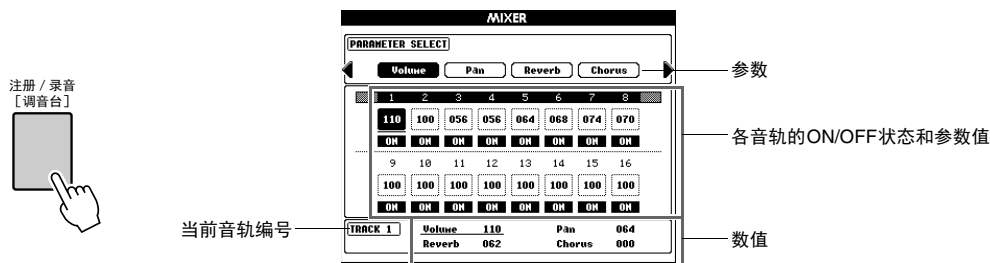 MIXER
PARAMETER SELECT
Volume Pan Reverb Chorus
参数
注册 / 录音
[调音台]
1 2 3 4 5 6 7 8
110 100 056 056 064 068 074 070
ON ON ON ON ON ON ON ON
各音轨的ON/OFF状态和参数值
9 10 11 12 13 14 15 16
100 100 100 100 100 100 100 100
ON ON ON ON ON ON ON ON
当前音轨编号
TRACK 1
Volume 110 Pan 064
Reverb 062 Chorus 000
数值